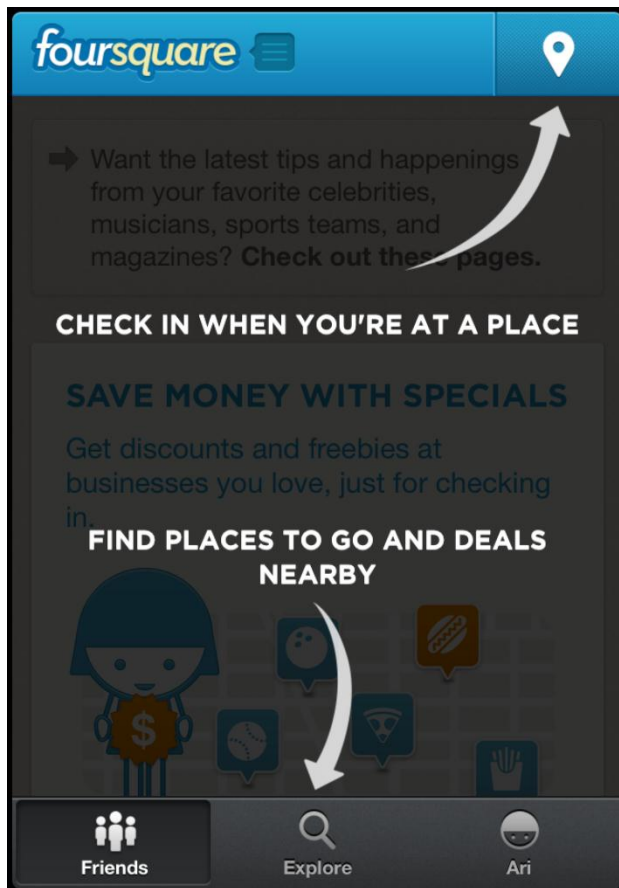 foursquare
Want the latest tips and happenings
from your favorite celebrities,
musicians, sports teams, and
magazines? Check out these pages.
CHECK IN WHEN YOU'RE AT A PLACE
SAVE MONEY WITH SPECIALS
Get discounts and freebies at
businesses you love, just for checking
in.
FIND PLACES TO GO AND DEALS
NEARBY
$
Friends
Explore
Ari